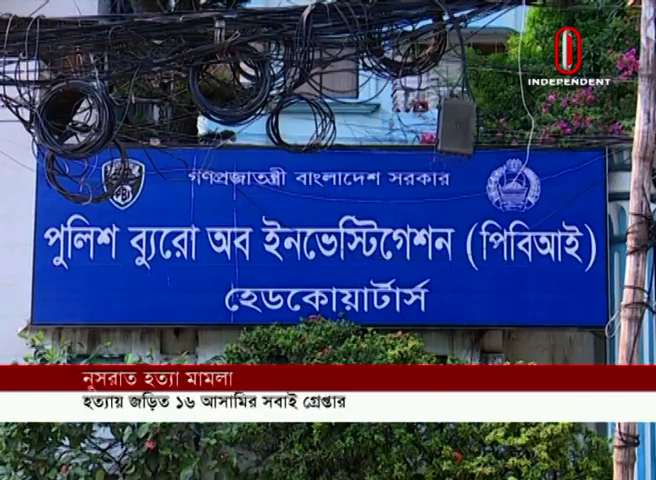 INDEPENDENT
গণপ্রজাতন্ত্রী বাংলাদেশ সরকার
পুলিশ ব্যুরো অব ইনভেস্টিগেশন (পিবিআই)
হেডকোয়ার্টার্স
নুসরাত হত্যা মামলা
হত্যায় জড়িত ১৬ আসামির সবাই গ্রেপ্তার